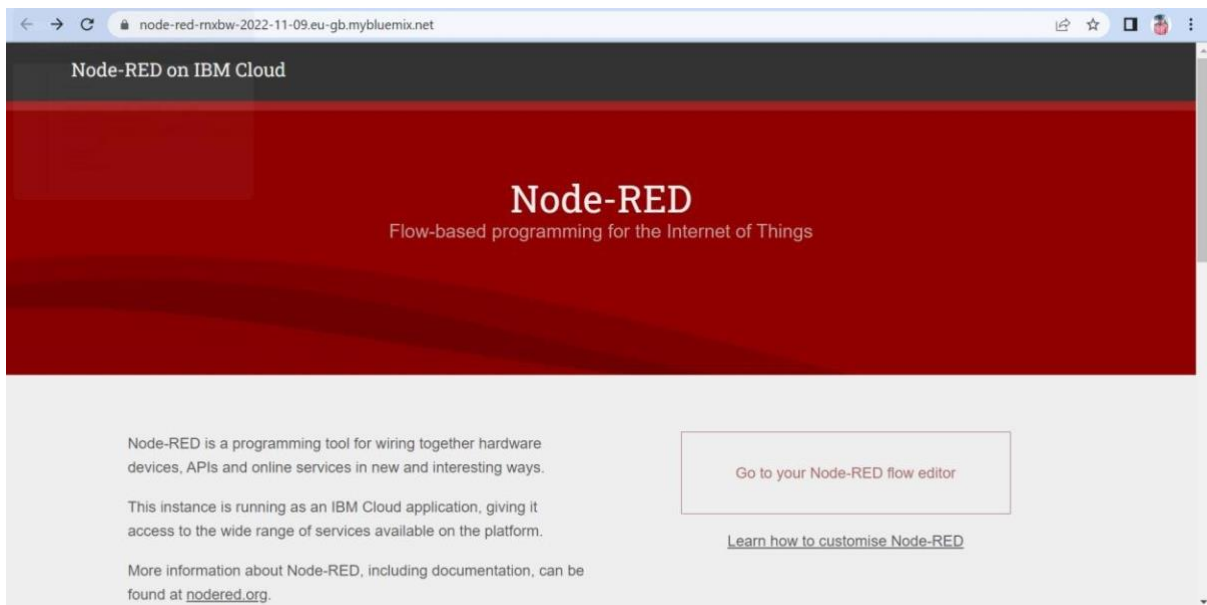 node-red-mxbw-2022-11-09.eu-gb.mybluemix.net
Node-RED on IBM Cloud
Node-RED
Flow-based programming for the Internet of Things
Node-RED is a programming tool for wiring together hardware
devices, APIs and online services in new and interesting ways.
This instance is running as an IBM Cloud application, giving it
access to the wide range of services available on the platform.
More information about Node-RED, including documentation, can be
found at nodered.org.
Go to your Node-RED flow editor
Learn how to customise Node-RED